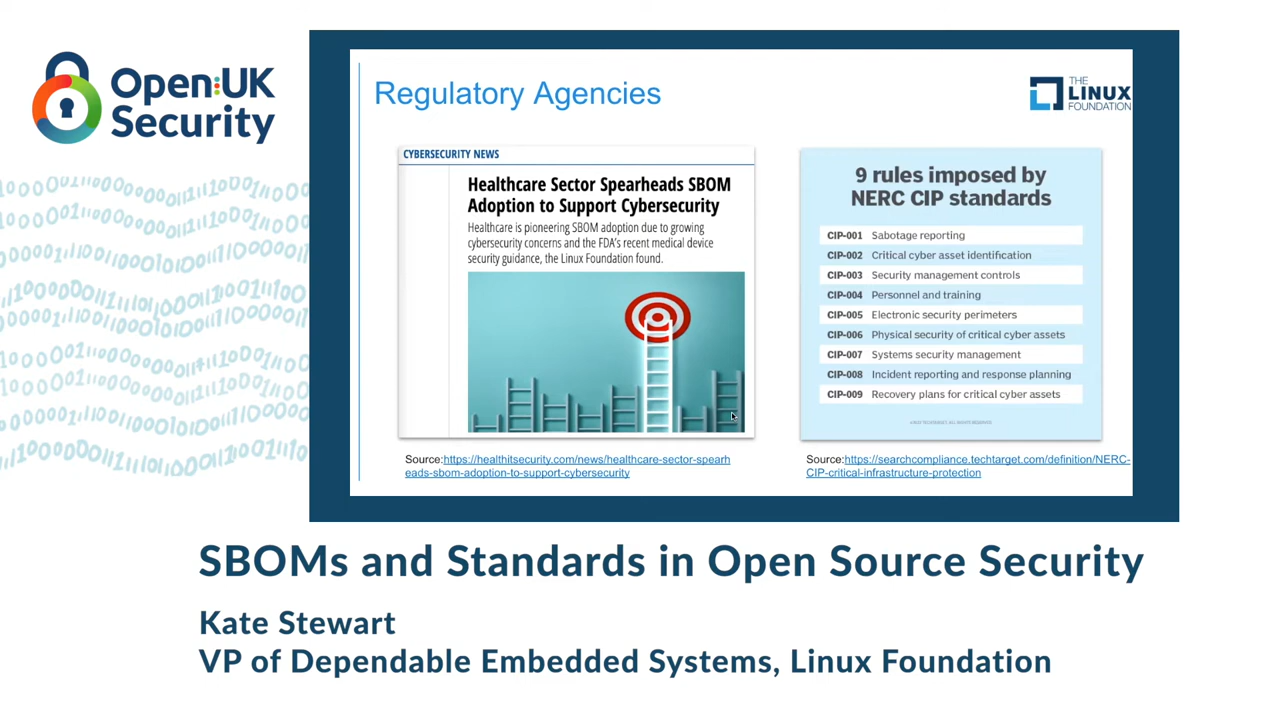 Open:UK
Security
Regulatory Agencies
THE
LINUX
FOUNDATION
CYBERSECURITY NEWS
Healthcare Sector Spearheads SBOM
Adoption to Support Cybersecurity
Healthcare is pioneering SBOM adoption due to growing
cybersecurity concerns and the FDA's recent medical device
security guidance, the Linux Foundation found.
Source:https://healthitsecurity.com/news/healthcare-sector-spearh
eads-sbom-adoption-to-support-cybersecurity
9 rules imposed by
NERC CIP standards
CIP-001 Sabotage reporting
CIP-002 Critical cyber asset identification
CIP-003 Security management controls
CIP-004 Personnel and training
CIP-005 Electronic security perimeters
CIP-006 Physical security of critical cyber assets
CIP-007 Systems security management
CIP-008 Incident reporting and response planning
CIP-009 Recovery plans for critical cyber assets
Source:https://searchcompliance.techtarget.com/definition/NERC-
CIP-critical-infrastructure-protection
SBOMs and Standards in Open Source Security
Kate Stewart
VP of Dependable Embedded Systems, Linux Foundation